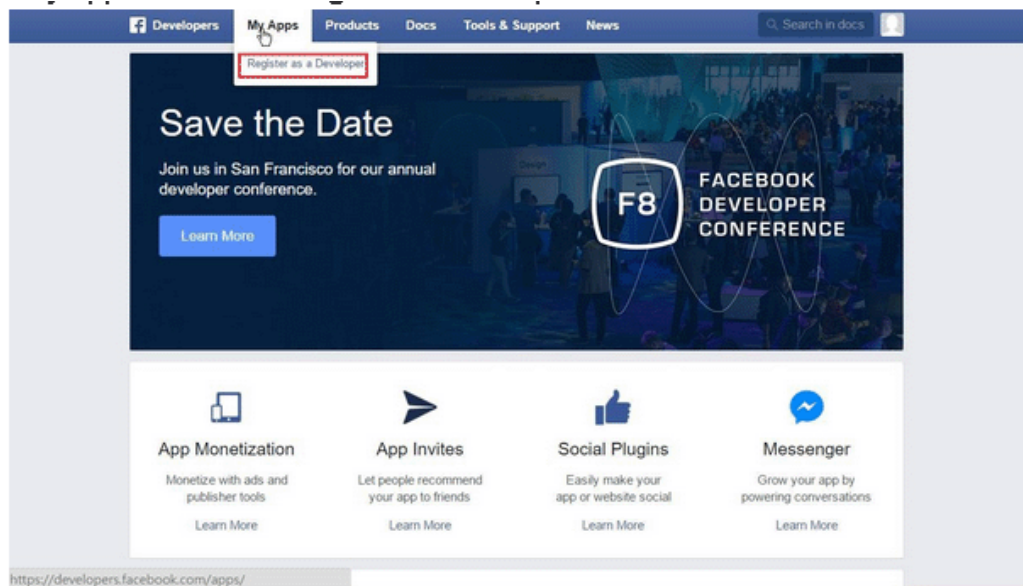 Developers My Apps Products Docs Tools & Support News Search in docs
Register as a Developer
Save the Date
Join us in San Francisco for our annual
developer conference.
Learn More
Design
F8
FACEBOOK
DEVELOPER
CONFERENCE
App Monetization
Monetize with ads and
publisher tools
Learn More
App Invites
Let people recommend
your app to friends
Learn More
Social Plugins
Easily make your
app or website social
Learn More
Messenger
Grow your app by
powering conversations
Learn More
https://developers.facebook.com/apps/